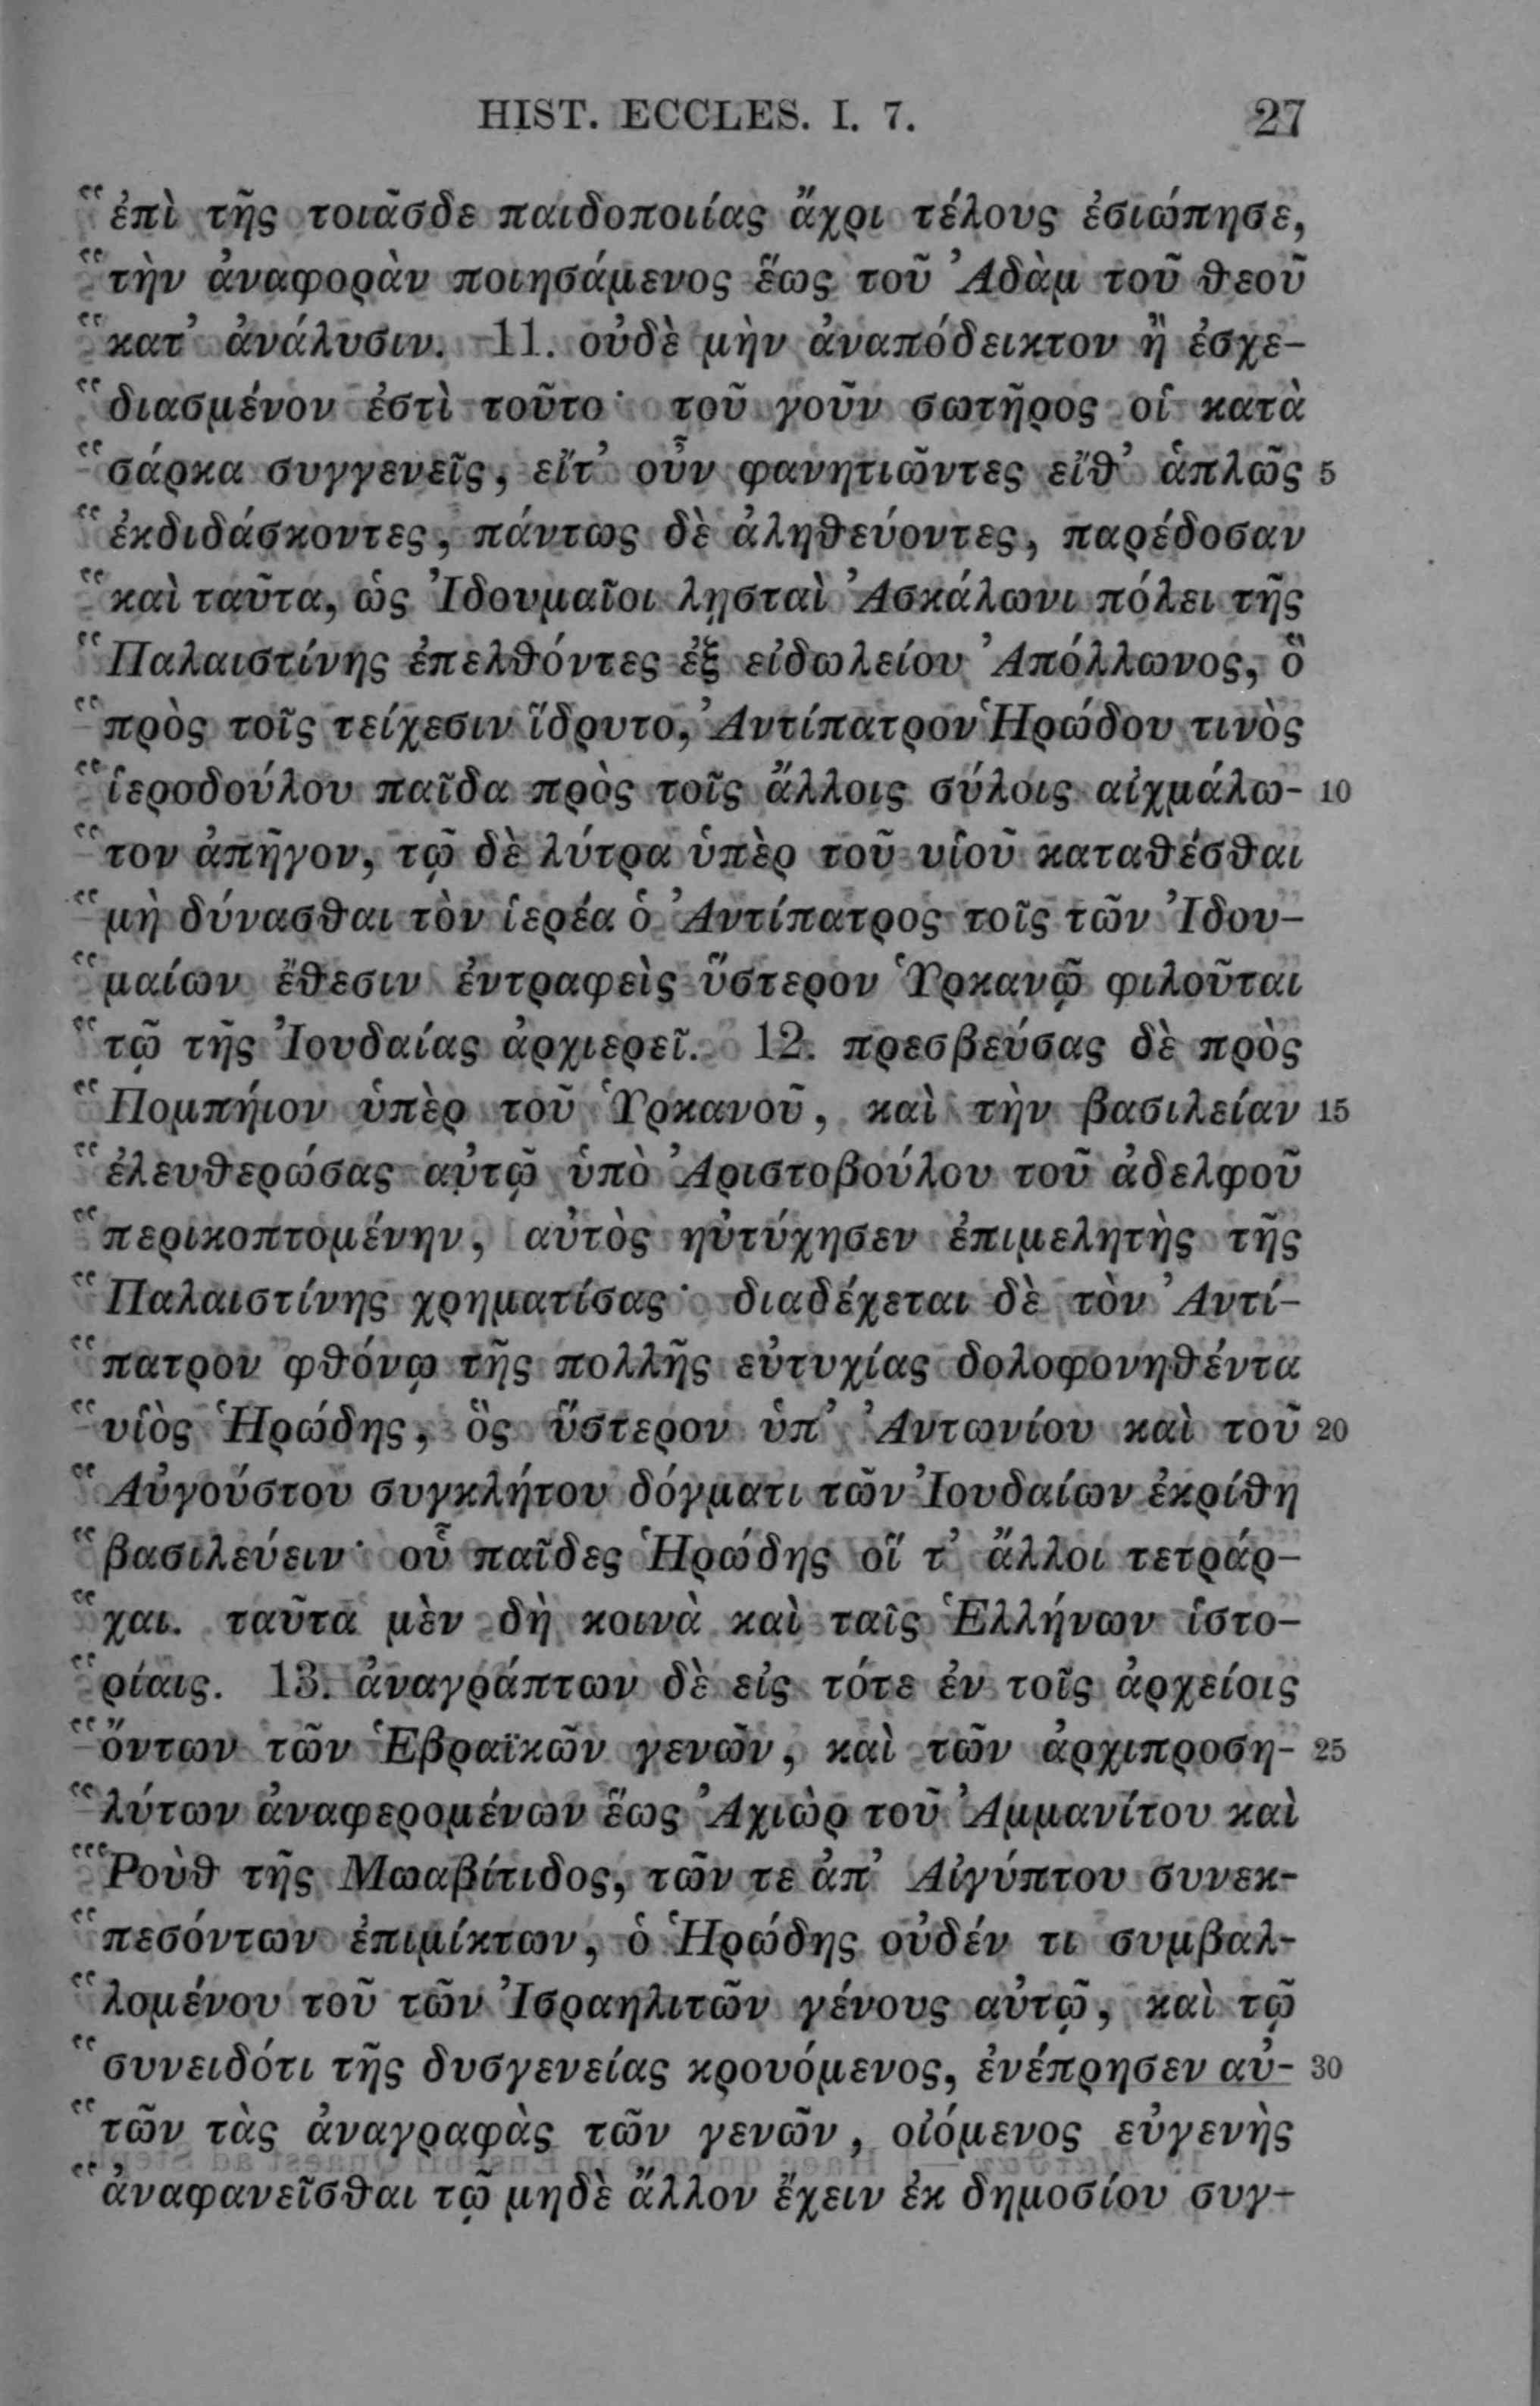 HIST. ECCLES. I. 7. 27
“ἐπὶ τῆς τοιᾶσδε παιδοποιίας ἄχρι τέλους ἐσιώπησε,
“τὴν ἀναφορὰν ποιησάμενος ἕως τοῦ Ἀδὰμ τοῦ θεοῦ
“κατ’ ἀνάλυσιν. 11. οὐδὲ μὴν ἀναπόδεικτον ἢ ἐσχε-
“διασμένον ἐστὶ τοῦτο· τοῦ γοῦν σωτῆρος οἱ κατὰ
“σάρκα συγγενεῖς, εἴτ’ οὖν φανητιῶντες εἴθ’ ἁπλῶς 5
“ἐκδιδάσκοντες, πάντως δὲ ἀληθεύοντες, παρέδοσαν
“καὶ ταῦτα, ὡς Ἰδουμαῖοι λῃσταὶ Ἀσκάλωνι πόλει τῆς
“Παλαιστίνης ἐπελθόντες ἐξ εἰδωλείου Ἀπόλλωνος, ὃ
“πρὸς τοῖς τείχεσιν ἵδρυτο, Ἀντίπατρον Ἡρώδου τινὸς
“ἱεροδούλου παῖδα πρὸς τοῖς ἄλλοις σύλοις αἰχμάλω- 10
“τον ἀπῆγον, τῷ δὲ λύτρα ὑπὲρ τοῦ υἱοῦ καταθέσθαι
“μὴ δύνασθαι τὸν ἱερέα ὁ Ἀντίπατρος τοῖς τῶν Ἰδου-
“μαίων ἔθεσιν ἐντραφεὶς ὕστερον Ὑρκανῷ φιλοῦται
“τῷ τῆς Ἰουδαίας ἀρχιερεῖ. 12. πρεσβεύσας δὲ πρὸς
“Πομπήιον ὑπὲρ τοῦ Ὑρκανοῦ, καὶ τὴν βασιλείαν 15
“ἐλευθερώσας αὐτῷ ὑπὸ Ἀριστοβούλου τοῦ ἀδελφοῦ
“περικοπτομένην, αὐτὸς ηὐτύχησεν ἐπιμελητὴς τῆς
“Παλαιστίνης χρηματίσας· διαδέχεται δὲ τὸν Ἀντί-
“πατρον φθόνῳ τῆς πολλῆς εὐτυχίας δολοφονηθέντα
“υἱὸς Ἡρώδης, ὃς ὕστερον ὑπ’ Ἀντωνίου καὶ τοῦ 20
“Αὐγούστου συγκλήτου δόγματι τῶν Ἰουδαίων ἐκρίθη
“βασιλεύειν· οὗ παῖδες Ἡρώδης οἵ τ’ ἄλλοι τετράρ-
“χαι. ταῦτα μὲν δὴ κοινὰ καὶ ταῖς Ἑλλήνων ἱστο-
“ρίαις. 13. ἀναγράπτων δὲ εἰς τότε ἐν τοῖς ἀρχείοις
“ὄντων τῶν Ἑβραϊκῶν γενῶν, καὶ τῶν ἀρχιπροση- 25
“λύτων ἀναφερομένων ἕως Ἀχιὼρ τοῦ Ἀμμανίτου καὶ
“Ῥοὺθ τῆς Μωαβίτιδος, τῶν τε ἀπ’ Αἰγύπτου συνεκ-
“πεσόντων ἐπιμίκτων, ὁ Ἡρώδης οὐδέν τι συμβαλ-
“λομένου τοῦ τῶν Ἰσραηλιτῶν γένους αὐτῷ, καὶ τῷ
“συνειδότι τῆς δυσγενείας κρουόμενος, ἐνέπρησεν αὐ- 30
“τῶν τὰς ἀναγραφὰς τῶν γενῶν, οἰόμενος εὐγενὴς
“ἀναφανεῖσθαι τῷ μηδὲ ἄλλον ἔχειν ἐκ δημοσίου συγ-